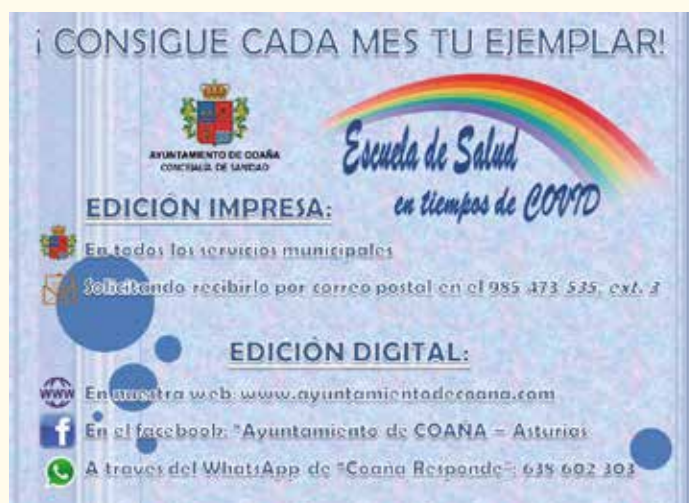 ¡ CONSIGUE CADA MES TU EJEMPLAR!
AYUNTAMIENTO DE COAÑA
CONCEJALÍA DE SANIDAD
Escuela de Salud
en tiempos de COVID
EDICIÓN IMPRESA:
En todos los servicios municipales
Solicitando recibirlo por correo postal en el 985 473 535, ext. 3
EDICIÓN DIGITAL:
www En nuestra web: www.ayuntamientodecoana.com
f En el facebook: "Ayuntamiento de COAÑA – Asturias
A traves del WhatsApp de "Coaña Responde": 638 602 303